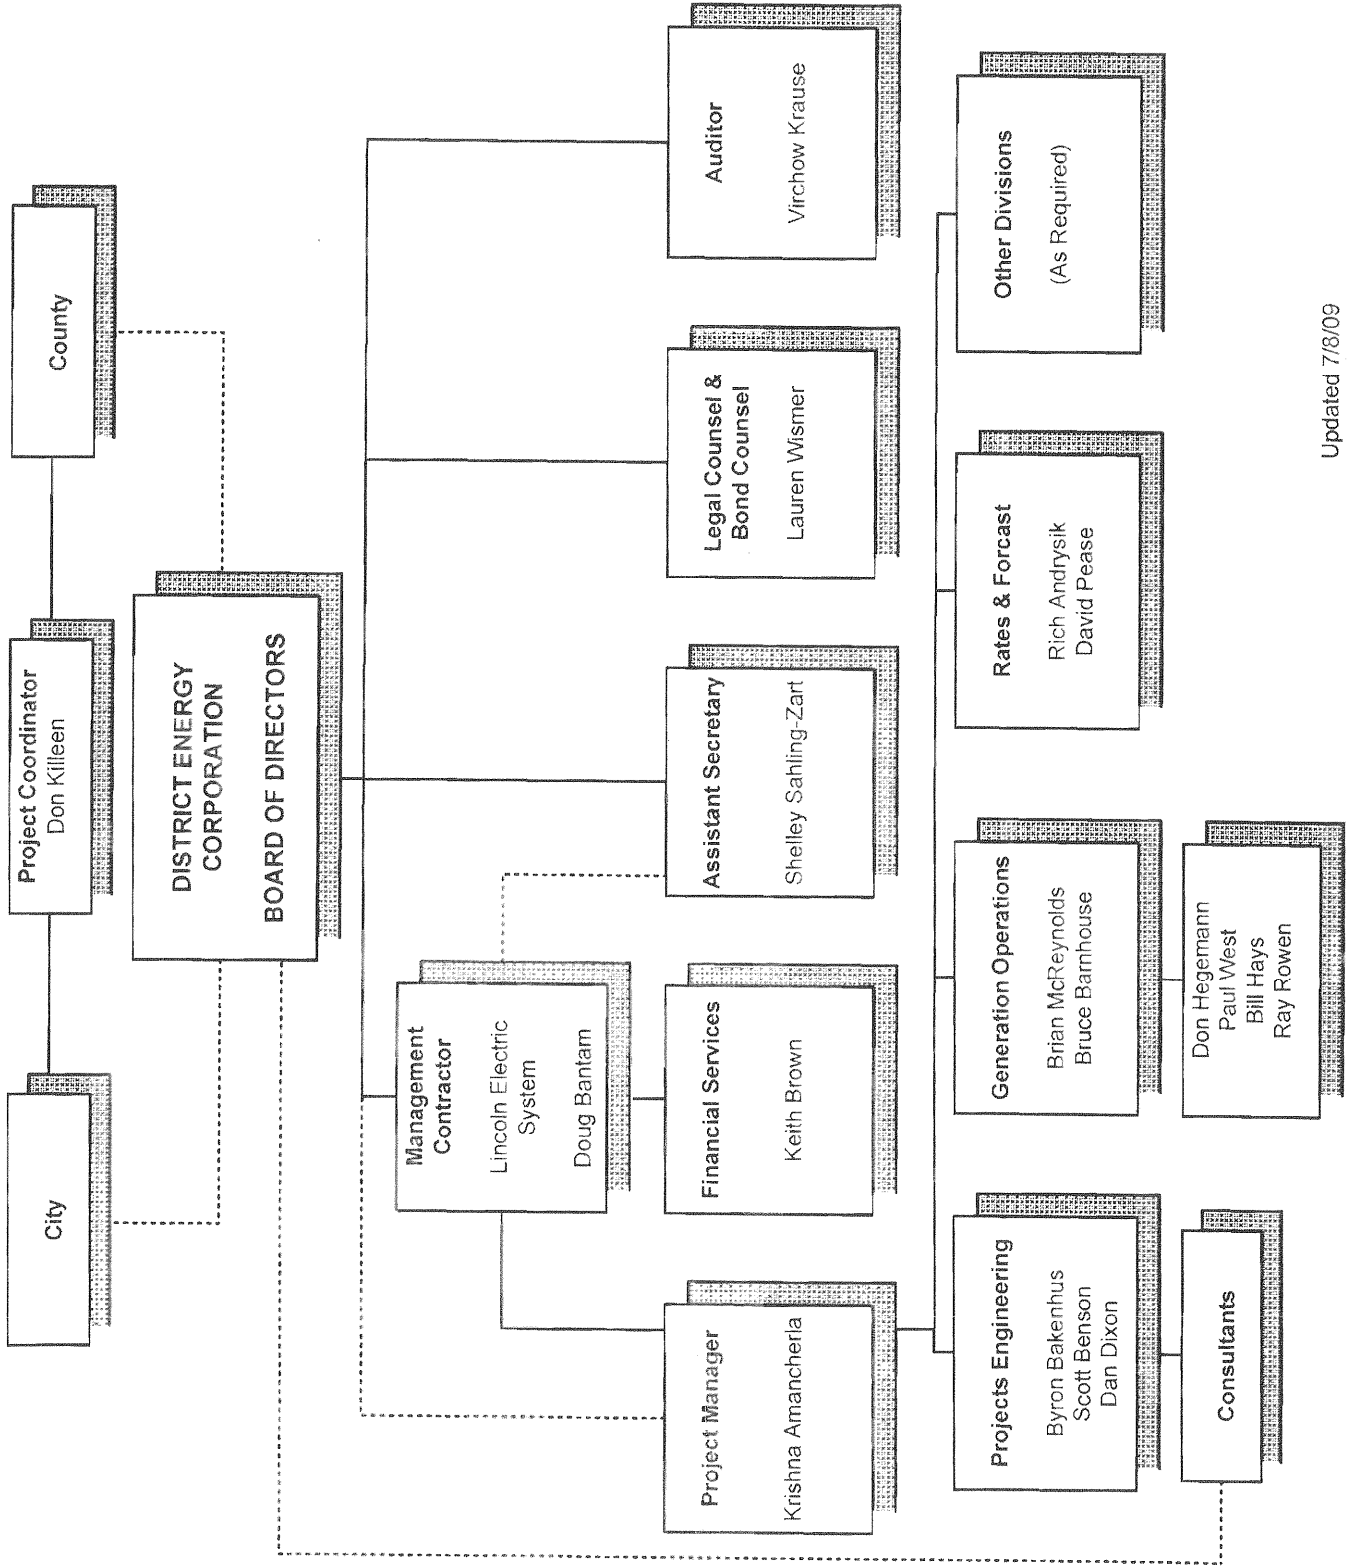 City
Project Coordinator
Don Killeen
County
DISTRICT ENERGY
CORPORATION
BOARD OF DIRECTORS
Management
Contractor
Lincoln Electric
System
Doug Bantam
Project Manager
Krishna Amancherla
Financial Services
Keith Brown
Assistant Secretary
Shelley Sahling-Zart
Legal Counsel &
Bond Counsel
Lauren Wismer
Auditor
Virchow Krause
Projects Engineering
Byron Bakenhus
Scott Benson
Dan Dixon
Generation Operations
Brian McReynolds
Bruce Barnhouse
Rates & Forcast
Rich Andrysik
David Pease
Other Divisions
(As Required)
Consultants
Don Hegemann
Paul West
Bill Hays
Ray Rowen
Updated 7/8/09